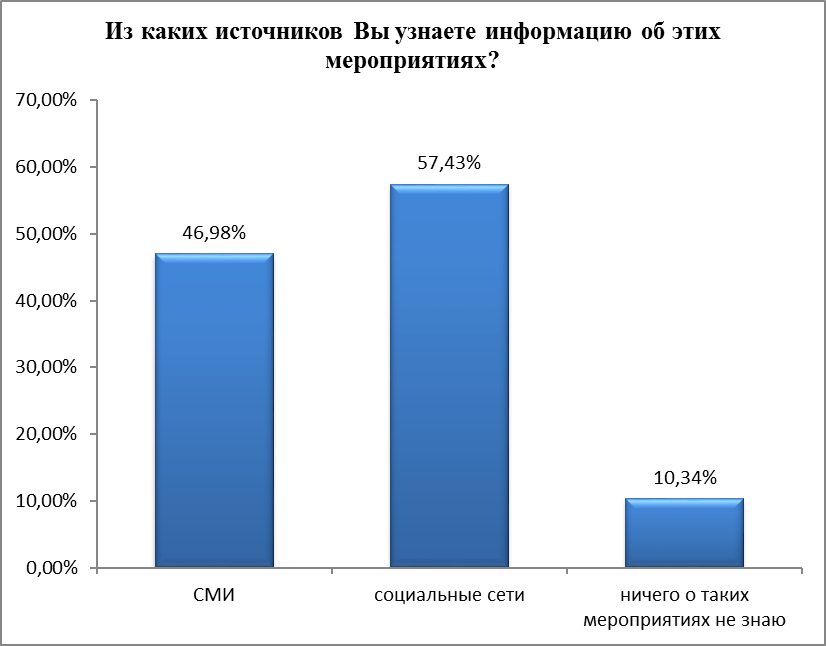 Из каких источников Вы узнаете информацию об этих
мероприятиях?
70,00%
60,00%
50,00%
40,00%
30,00%
20,00%
10,00%
0,00%
46,98%
57,43%
10,34%
СМИ
социальные сети
ничего о таких
мероприятиях не знаю